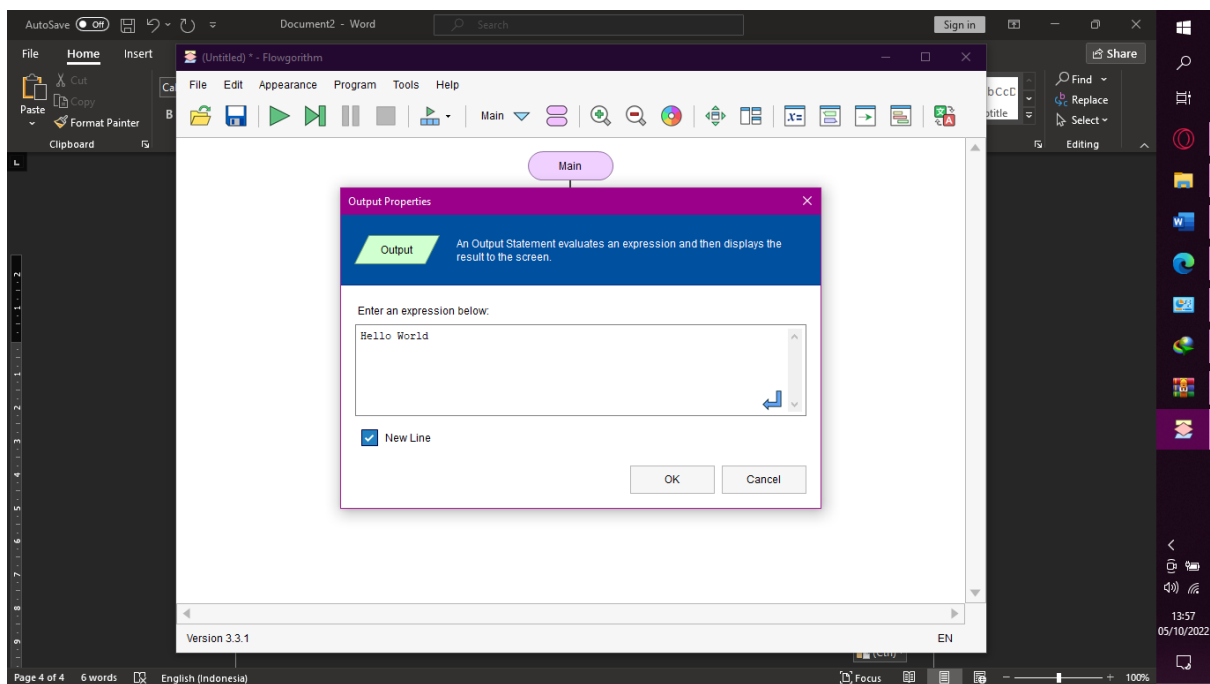 AutoSave Off Document2 - Word Search Sign in
File Home Insert Share
Paste Cut Copy Format Painter
Clipboard
Ca
B
bCcD
btitle
Find
Replace
Select
Editing
(Untitled) * - Flowgorithm
File Edit Appearance Program Tools Help
Main
Main
Output Properties
Output
An Output Statement evaluates an expression and then displays the
result to the screen.
Enter an expression below:
Hello World
New Line
OK Cancel
Version 3.3.1 EN
(Ctrl)
Page 4 of 4 6 words English (Indonesia) Focus 100%
13:57
05/10/2022